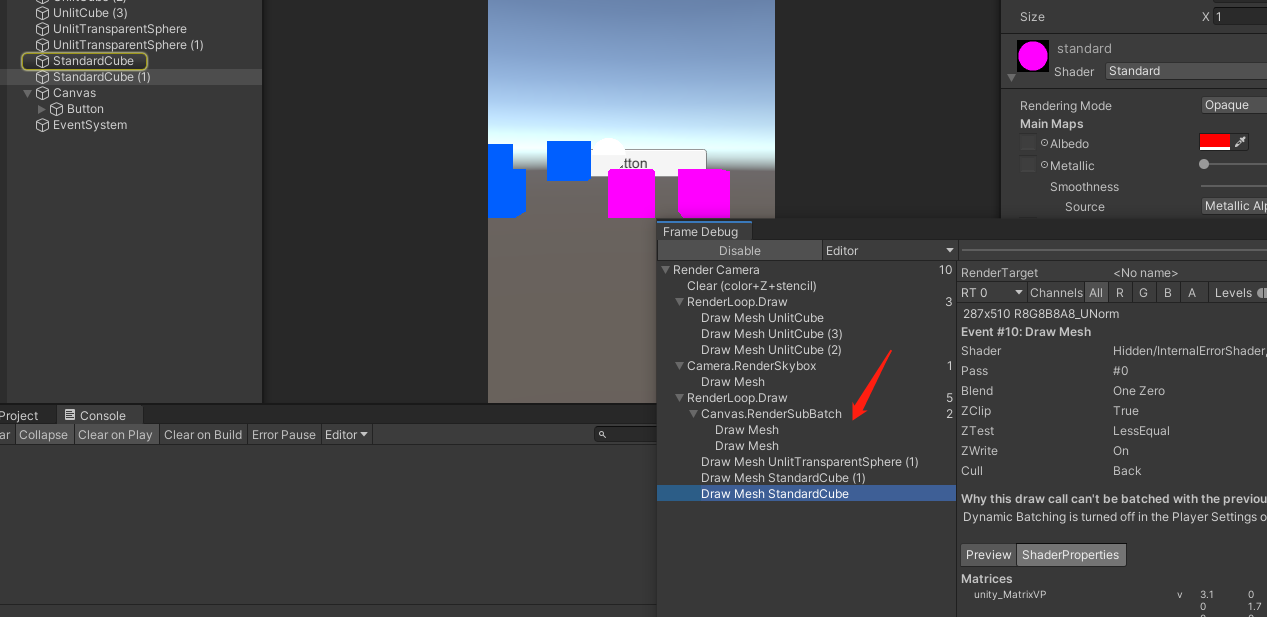 UnlitCube (3)
UnlitTransparentSphere
UnlitTransparentSphere (1)
StandardCube
StandardCube (1)
Canvas
Button
EventSystem
tton
Size X 1
standard
Shader Standard
Rendering Mode Opaque
Main Maps
Albedo
Metallic
Smoothness
Source Metallic Alp
Frame Debug
Disable Editor
Render Camera 10
Clear (color+Z+stencil)
RenderLoop.Draw 3
Draw Mesh UnlitCube
Draw Mesh UnlitCube (3)
Draw Mesh UnlitCube (2)
Camera.RenderSkybox 1
Draw Mesh
RenderLoop.Draw 5
Canvas.RenderSubBatch 2
Draw Mesh
Draw Mesh
Draw Mesh UnlitTransparentSphere (1)
Draw Mesh StandardCube (1)
Draw Mesh StandardCube
RenderTarget <No name>
RT 0 Channels All R G B A Levels
287x510 R8G8B8A8_UNorm
Event #10: Draw Mesh
Shader Hidden/InternalErrorShader,
Pass #0
Blend One Zero
ZClip True
ZTest LessEqual
ZWrite On
Cull Back
Why this draw call can't be batched with the previou
Dynamic Batching is turned off in the Player Settings o
Preview ShaderProperties
Matrices
unity_MatrixVP v 3.1 0
0 1.7
Project Console
ar Collapse Clear on Play Clear on Build Error Pause Editor